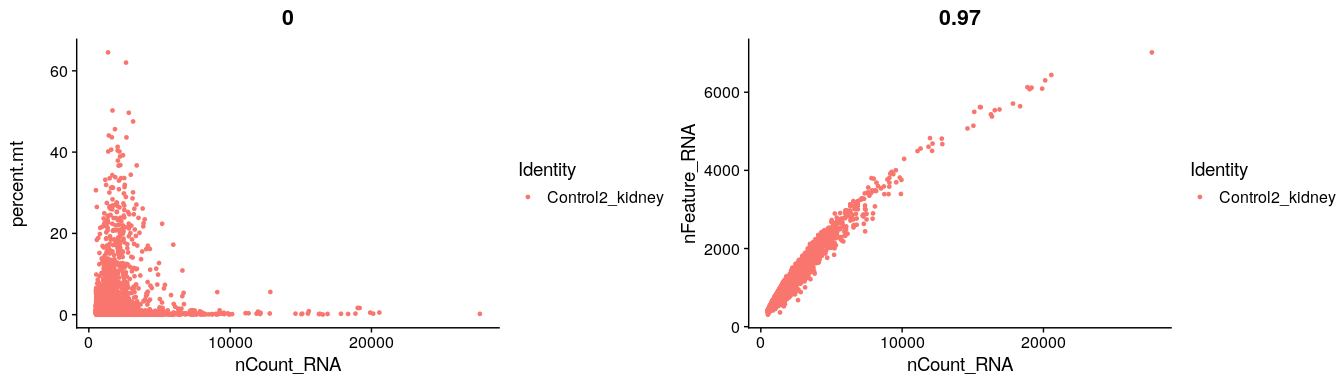 0
percent.mt
60
40
20
0
0
10000
20000
nCount_RNA
Identity
Control2_kidney
0.97
nFeature_RNA
6000
4000
2000
0
0
10000
20000
nCount_RNA
Identity
Control2_kidney